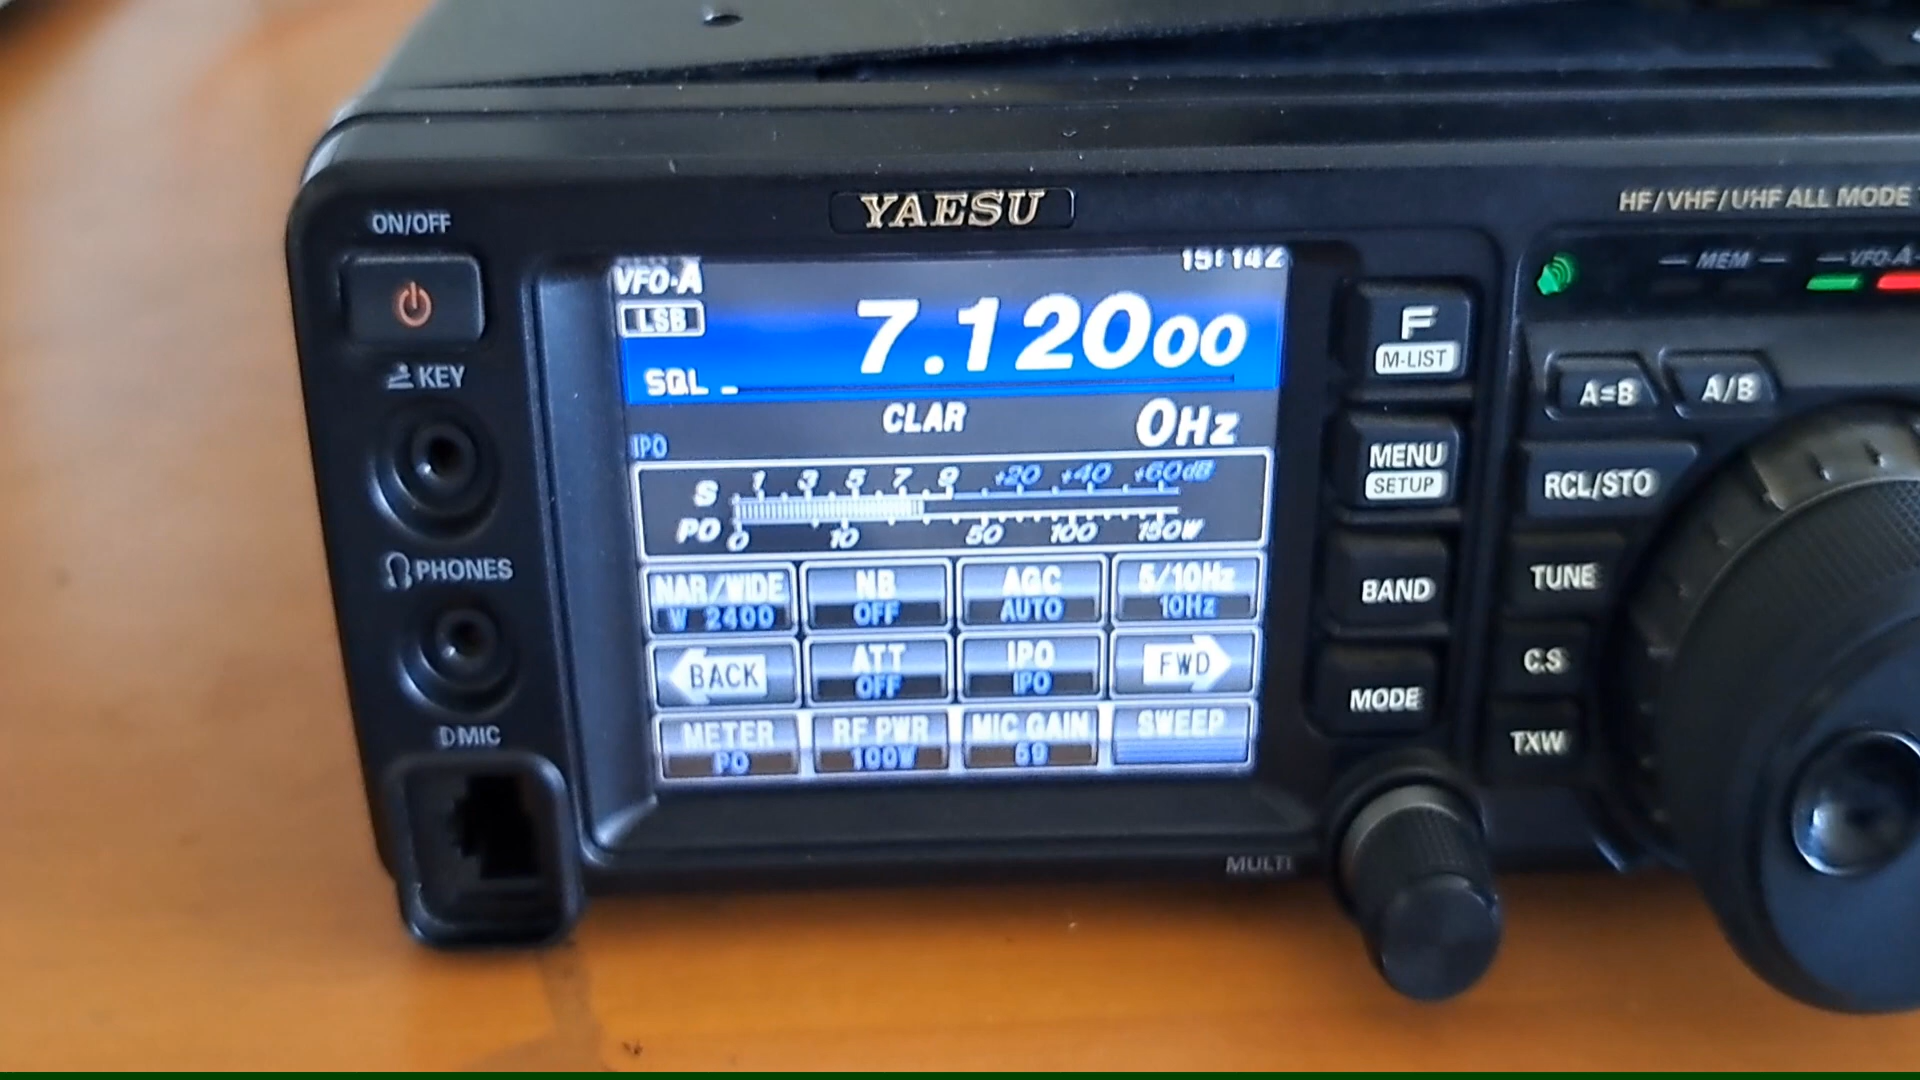 YAESU
HF/VHF/UHF ALL MODE
ON/OFF
KEY
PHONES
MIC
VFO-A
LSB
7.12000
SQL
CLAR
0Hz
IPO
S 1 3 5 7 9 +20 +40 +60dB
PO 0 10 50 100 150W
NAR/WIDE NB AGC 5/10Hz
W 2400 OFF AUTO 10Hz
BACK ATT IPO FWD
OFF IPO
METER RF PWR MIC GAIN SWEEP
PO 100W
F
M-LIST
MENU
SETUP
BAND
MODE
MULTI
MEM VFO-A
A=B A/B
RCL/STO
TUNE
C.S
TXW